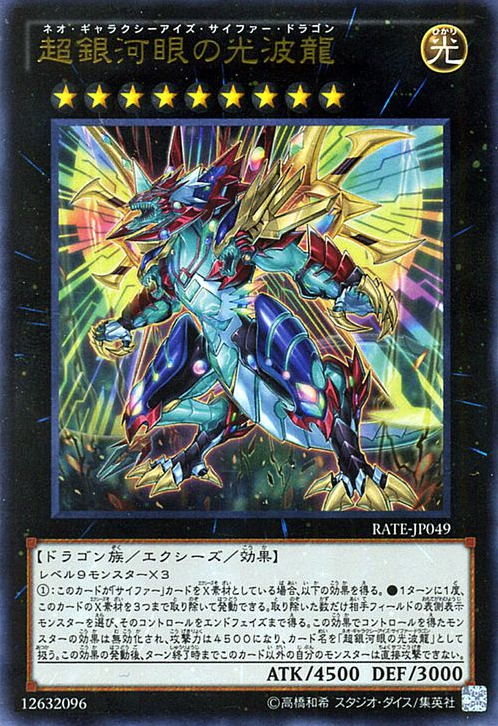 ネオ・ギャラクシーアイズ・サイファー・ドラゴン
超銀河眼の光波龍
ひかり
光
RATE-JP049
【ドラゴン族／エクシーズ／効果】
レベル９モンスター×３
①：このカードが「サイファー」カードをＸ素材としている場合、以下の効果を得る。●１ターンに１度、
このカードのＸ素材を３つまで取り除いて発動できる。取り除いた数だけ相手フィールドの表側表示
モンスターを選び、そのコントロールをエンドフェイズまで得る。この効果でコントロールを得たモン
スターの効果は無効化され、攻撃力は４５００になり、カード名を「超銀河眼の光波龍」として
扱う。この効果の発動後、ターン終了時までこのカード以外の自分のモンスターは直接攻撃できない。
ATK/4500 DEF/3000
12632096
©高橋和希 スタジオ・ダイス/集英社